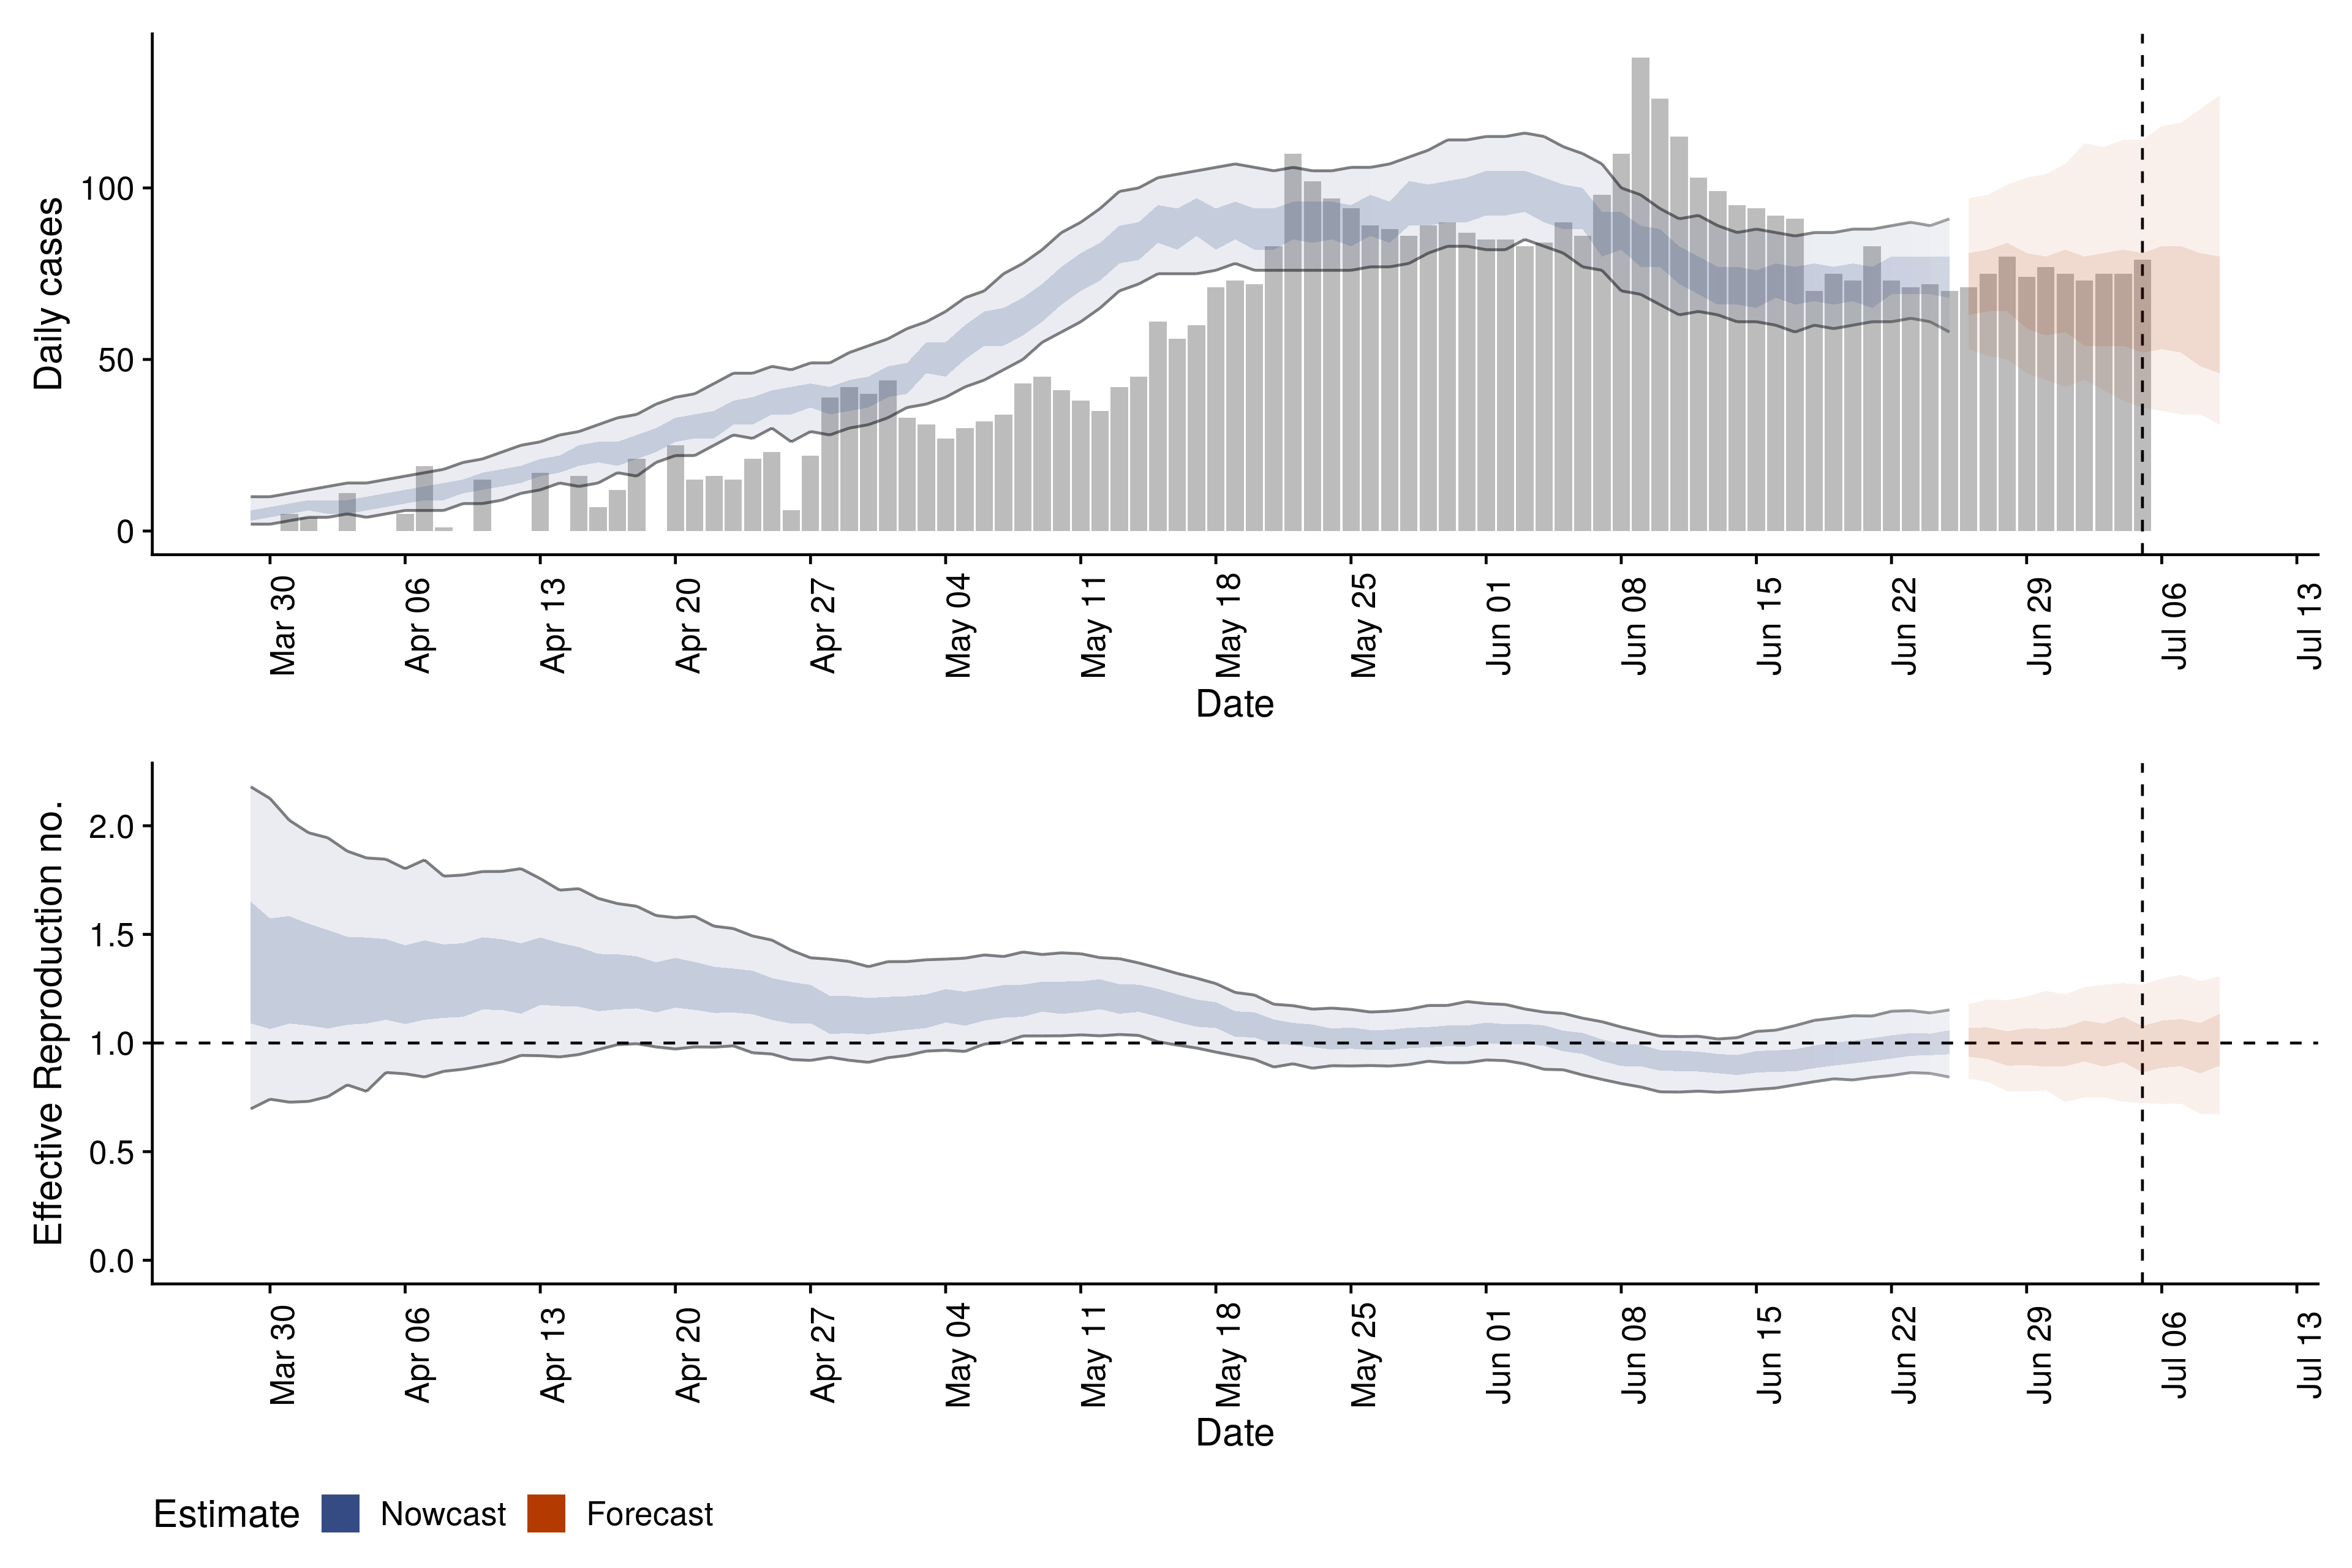 Daily cases
100
50
0
Mar 30
Apr 06
Apr 13
Apr 20
Apr 27
May 04
May 11
May 18
May 25
Jun 01
Jun 08
Jun 15
Jun 22
Jun 29
Jul 06
Jul 13
Date
Effective Reproduction no.
2.0
1.5
1.0
0.5
0.0
Mar 30
Apr 06
Apr 13
Apr 20
Apr 27
May 04
May 11
May 18
May 25
Jun 01
Jun 08
Jun 15
Jun 22
Jun 29
Jul 06
Jul 13
Date
Estimate Nowcast Forecast